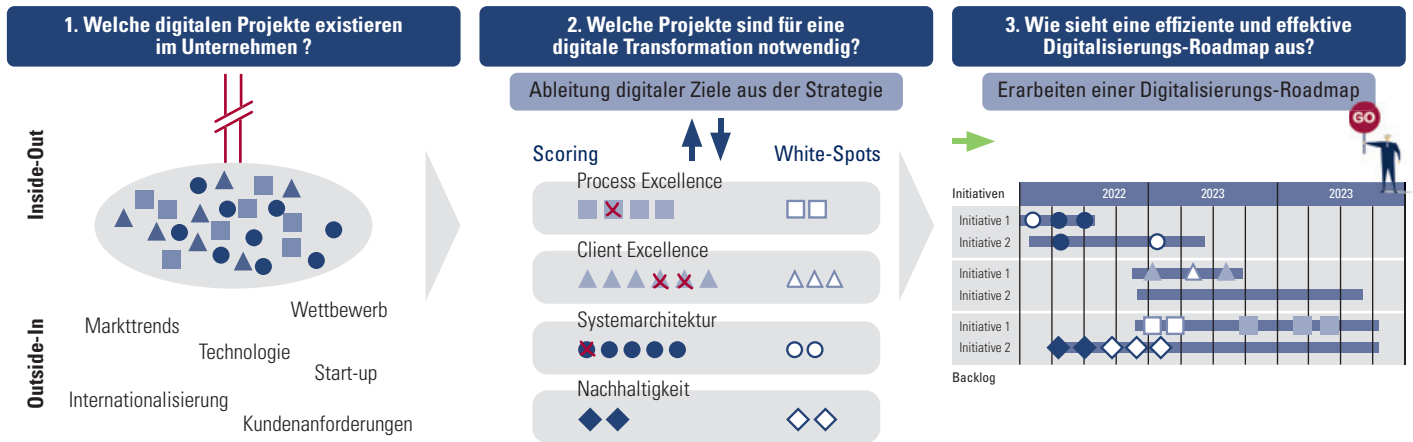 1. Welche digitalen Projekte existieren
im Unternehmen ?
Inside-Out
Outside-In
Wettbewerb
Markttrends
Technologie
Start-up
Internationalisierung
Kundenanforderungen
2. Welche Projekte sind für eine
digitale Transformation notwendig?
Ableitung digitaler Ziele aus der Strategie
Scoring
White-Spots
Process Excellence
Client Excellence
Systemarchitektur
Nachhaltigkeit
3. Wie sieht eine effiziente und effektive
Digitalisierungs-Roadmap aus?
Erarbeiten einer Digitalisierungs-Roadmap
GO
Initiativen 2022 2023 2023
Initiative 1
Initiative 2
Initiative 1
Initiative 2
Initiative 1
Initiative 2
Backlog